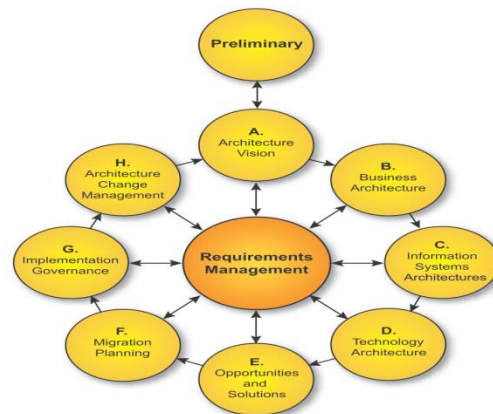 Preliminary
A.
Architecture
Vision
B.
Business
Architecture
C.
Information
Systems
Architectures
D.
Technology
Architecture
E.
Opportunities
and
Solutions
F.
Migration
Planning
G.
Implementation
Governance
H.
Architecture
Change
Management
Requirements
Management